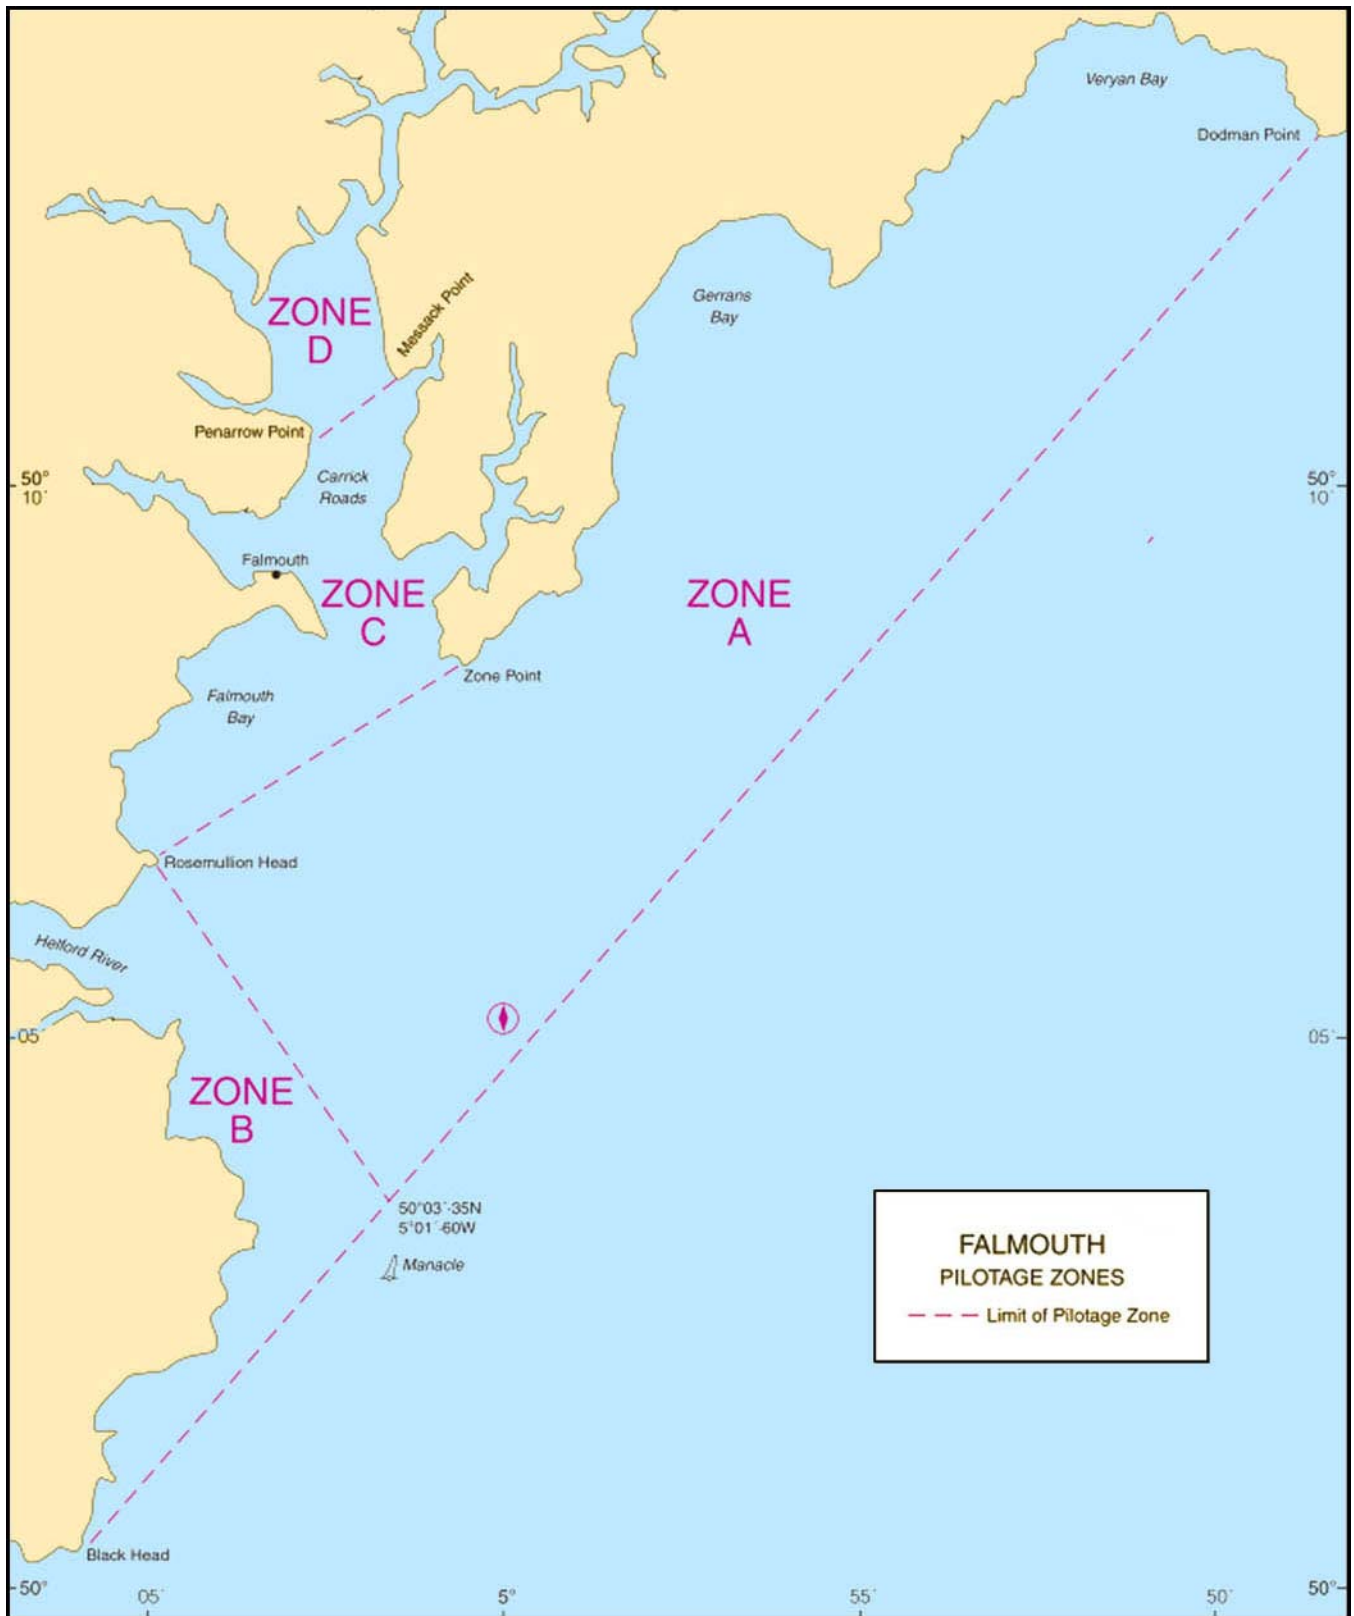 Veryan Bay
Dodman Point
ZONE
D
Messack Point
Gerrans
Bay
Penarrow Point
Carrick
Roads
50°
10´
50°
10´
Falmouth
ZONE
C
ZONE
A
Zone Point
Falmouth
Bay
Rosemullion Head
Helford River
05´
05´
ZONE
B
50°03´-35N
5°01´-60W
Manacle
FALMOUTH
PILOTAGE ZONES
Limit of Pilotage Zone
Black Head
50°
05´
5°
55´
50´
50°